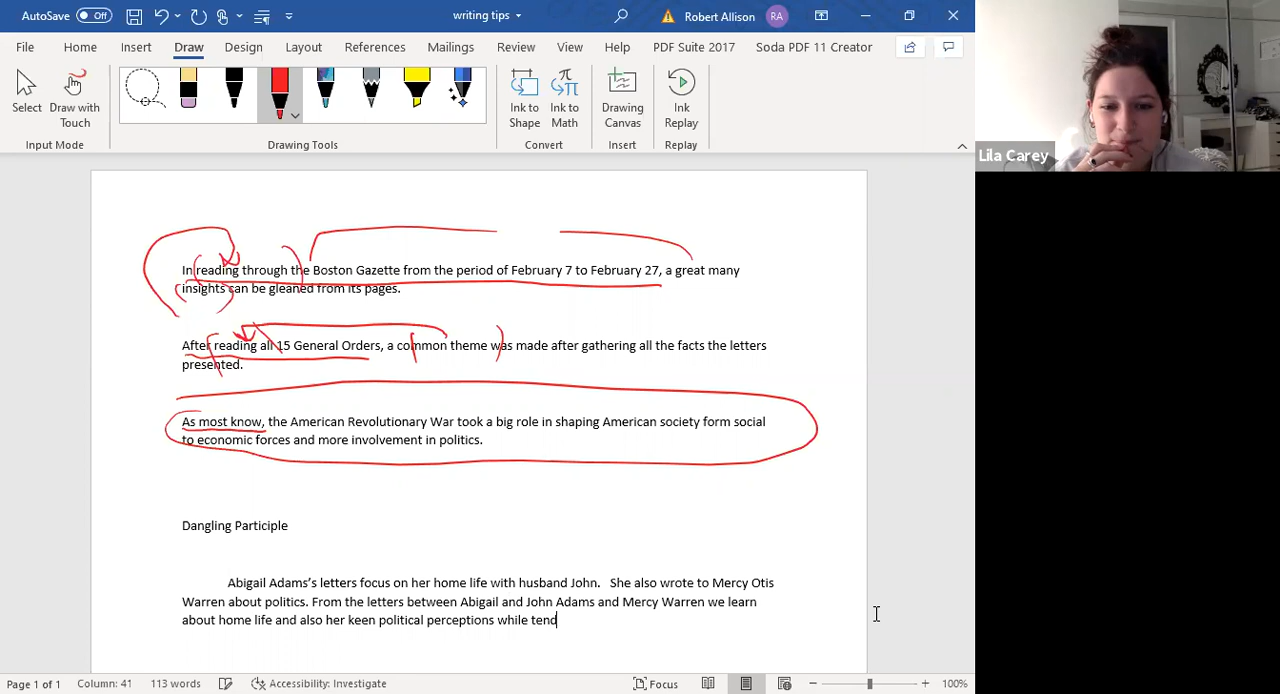 AutoSave Off writing tips Robert Allison RA
File Home Insert Draw Design Layout References Mailings Review View Help PDF Suite 2017 Soda PDF 11 Creator
Select Draw with Touch Ink to Shape Ink to Math Drawing Canvas Ink Replay
Input Mode Drawing Tools Convert Insert Replay
Lila Carey
In reading through the Boston Gazette from the period of February 7 to February 27, a great many
insights can be gleaned from its pages.
After reading all 15 General Orders, a common theme was made after gathering all the facts the letters
presented.
As most know, the American Revolutionary War took a big role in shaping American society form social
to economic forces and more involvement in politics.
Dangling Participle
Abigail Adams’s letters focus on her home life with husband John. She also wrote to Mercy Otis
Warren about politics. From the letters between Abigail and John Adams and Mercy Warren we learn
about home life and also her keen political perceptions while tend
Page 1 of 1 Column: 41 113 words Accessibility: Investigate Focus 100%